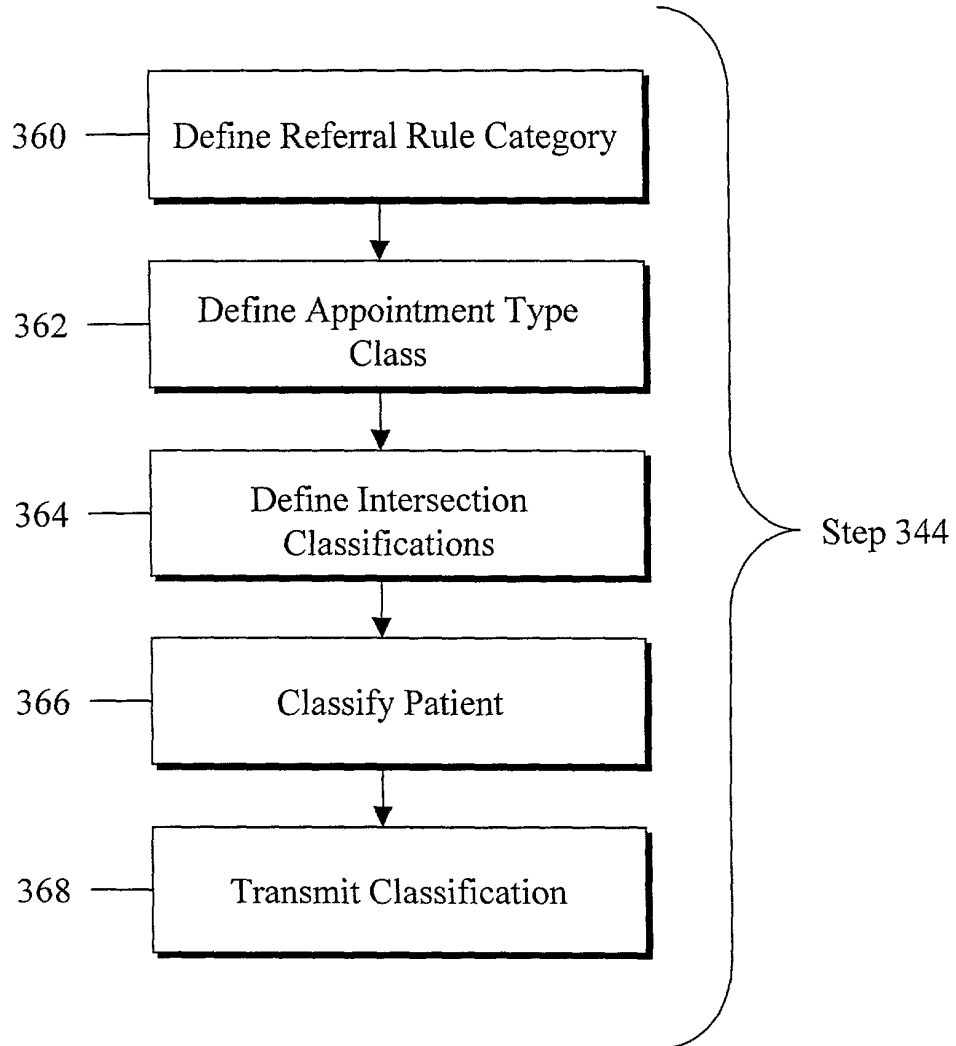 360
Define Referral Rule Category
362
Define Appointment Type
Class
364
Define Intersection
Classifications
Step 344
366
Classify Patient
368
Transmit Classification